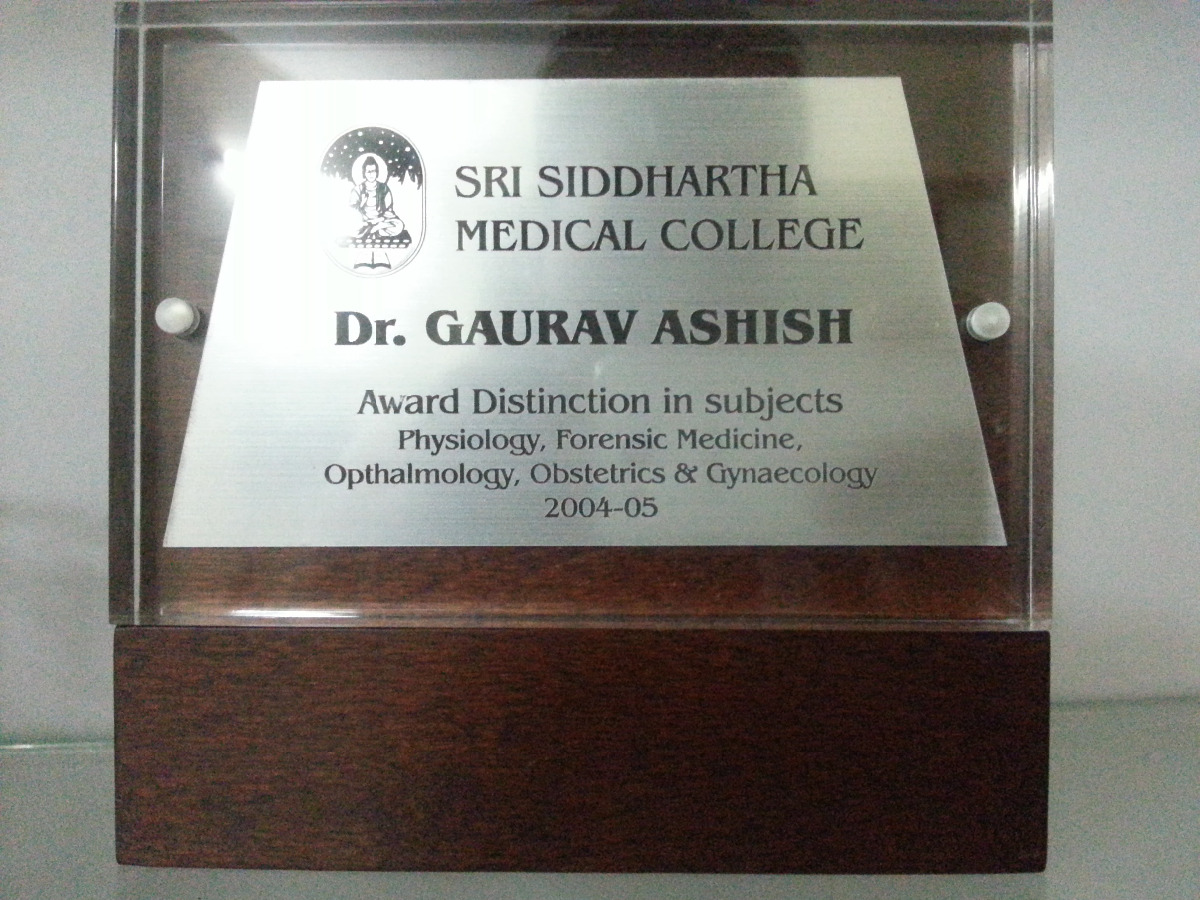 SRI SIDDHARTHA
MEDICAL COLLEGE
Dr. GAURAV ASHISH
Award Distinction in subjects
Physiology, Forensic Medicine,
Opthalmology, Obstetrics & Gynaecology
2004-05